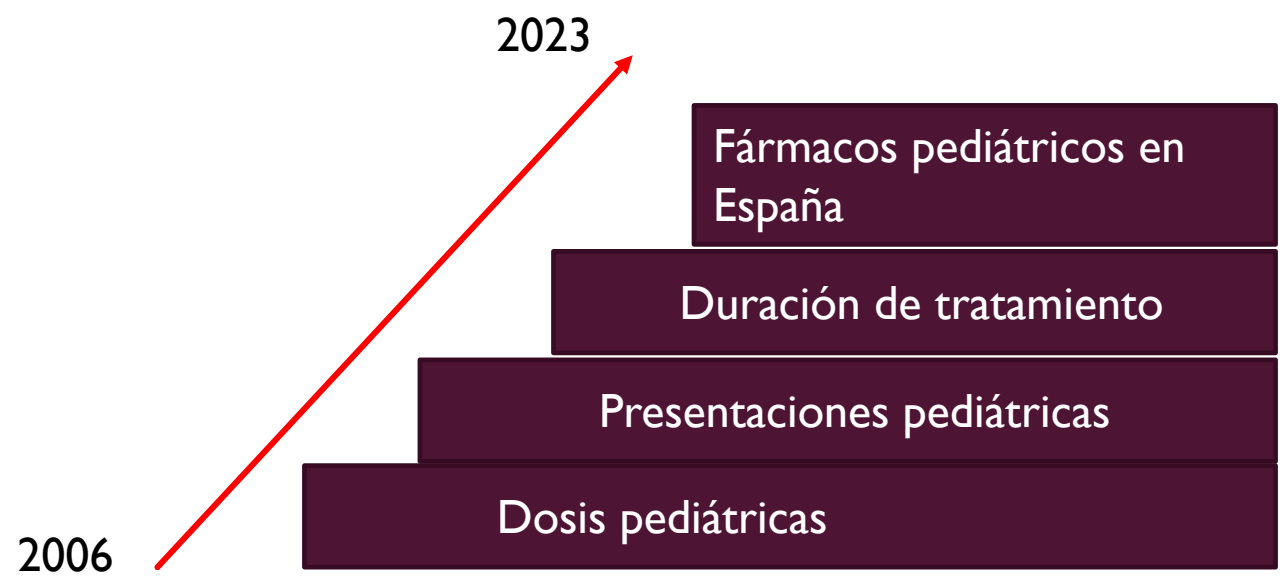 2023
Fármacos pediátricos en
España
Duración de tratamiento
Presentaciones pediátricas
Dosis pediátricas
2006